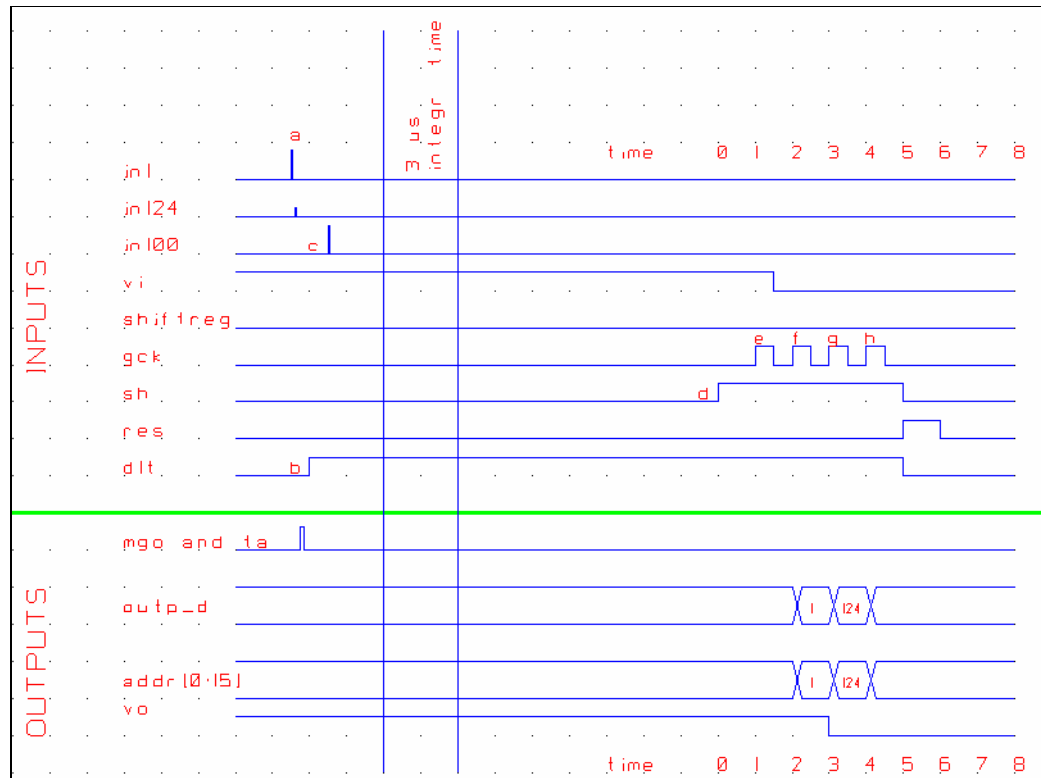 3 µs
integr time
a
time 0 1 2 3 4 5 6 7 8
in1
in124
in100 c
vi
shiftreg
gck e f g h
sh d
res
dlt b
INPUTS
mgo and ta
outp_d 1 124
addr[0:15] 1 124
vo
OUTPUTS
time 0 1 2 3 4 5 6 7 8